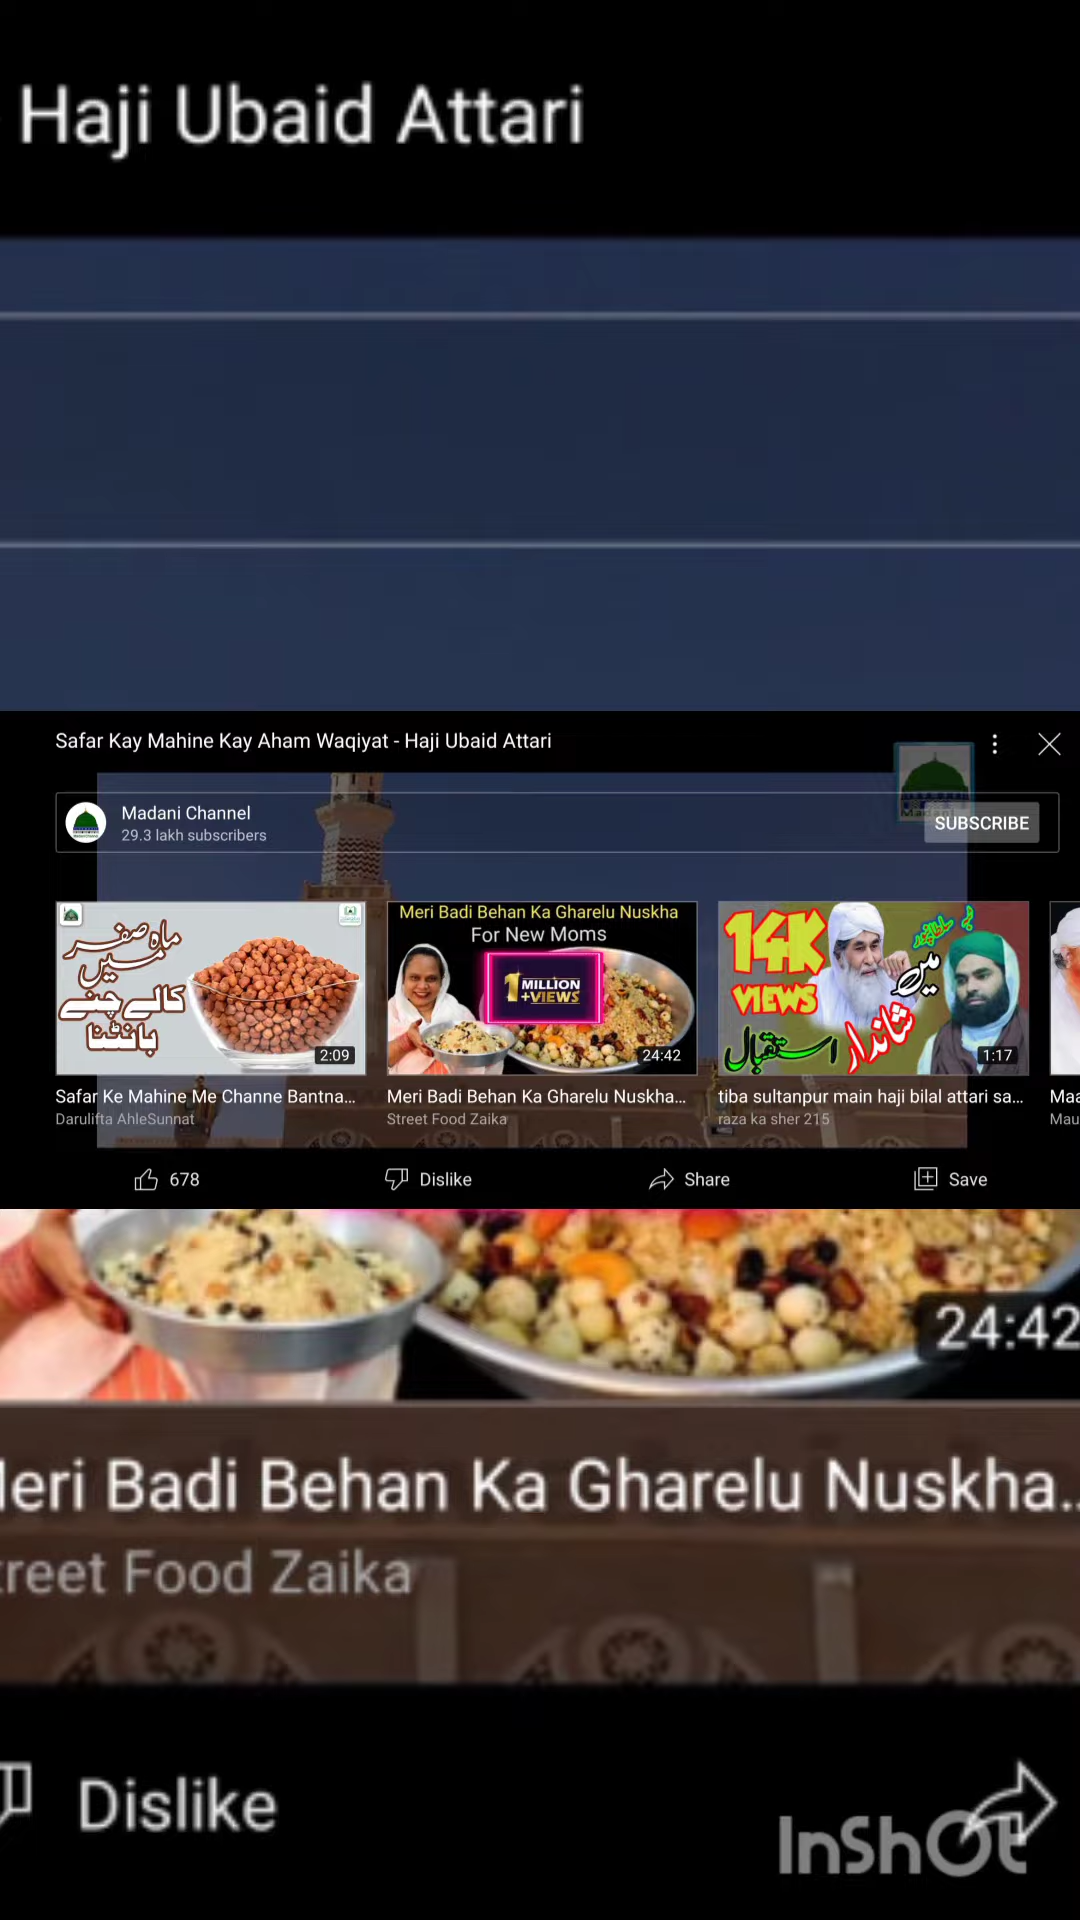 Haji Ubaid Attari
Safar Kay Mahine Kay Aham Waqiyat - Haji Ubaid Attari
Madani Channel
29.3 lakh subscribers
SUBSCRIBE
ماہ صفر
میں
کالے چنے
بانٹنا
2:09
Safar Ke Mahine Me Channe Bantna...
Darulifta AhleSunnat
Meri Badi Behan Ka Gharelu Nuskha
For New Moms
1 MILLION
+VIEWS
24:42
Meri Badi Behan Ka Gharelu Nuskha...
Street Food Zaika
14K
VIEWS
میں
شاندار
استقبال
1:17
tiba sultanpur main haji bilal attari sa...
raza ka sher 215
Maa
Mau
678
Dislike
Share
Save
24:42
eri Badi Behan Ka Gharelu Nuskha..
reet Food Zaika
Dislike
InShOt